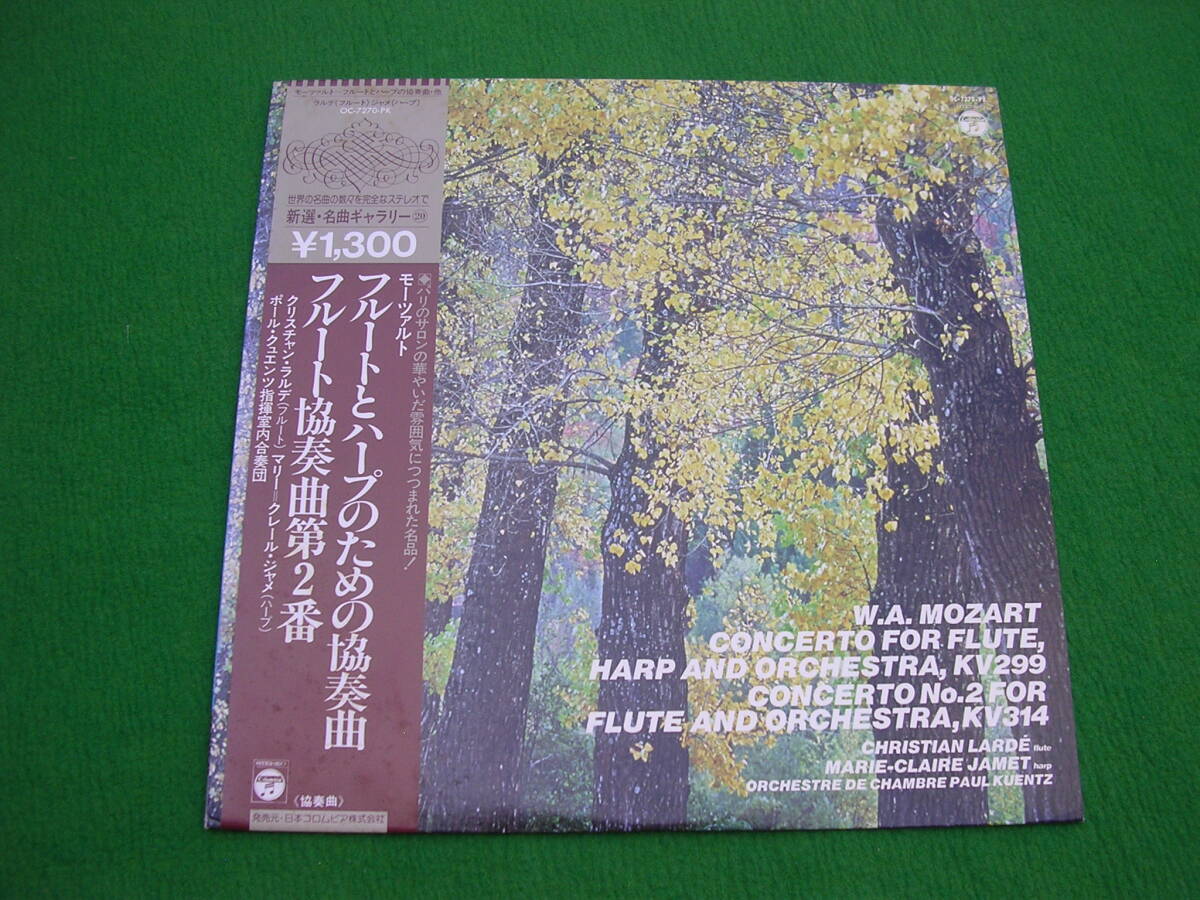 モーツァルト・フルートとハープの協奏曲・他
ラルデ(フルート)ジャメ(ハープ)
OC-7270-PK
世界の名曲の数々を完全なステレオで
新選・名曲ギャラリー⑳
¥1,300
パリのサロンの華やいだ雰囲気につつまれた名品!
モーツァルト
フルートとハープのための協奏曲
フルート協奏曲第2番
クリスチャン・ラルデ(フルート) マリー=クレール・ジャメ(ハープ)
ポール・クエンツ指揮室内合奏団
Columbia
《協奏曲》
発売元・日本コロムビア株式会社
OC-7270-PK
Columbia
W.A. MOZART
CONCERTO FOR FLUTE,
HARP AND ORCHESTRA, KV299
CONCERTO No.2 FOR
FLUTE AND ORCHESTRA, KV314
CHRISTIAN LARDÉ flute
MARIE-CLAIRE JAMET harp
ORCHESTRE DE CHAMBRE PAUL KUENTZ